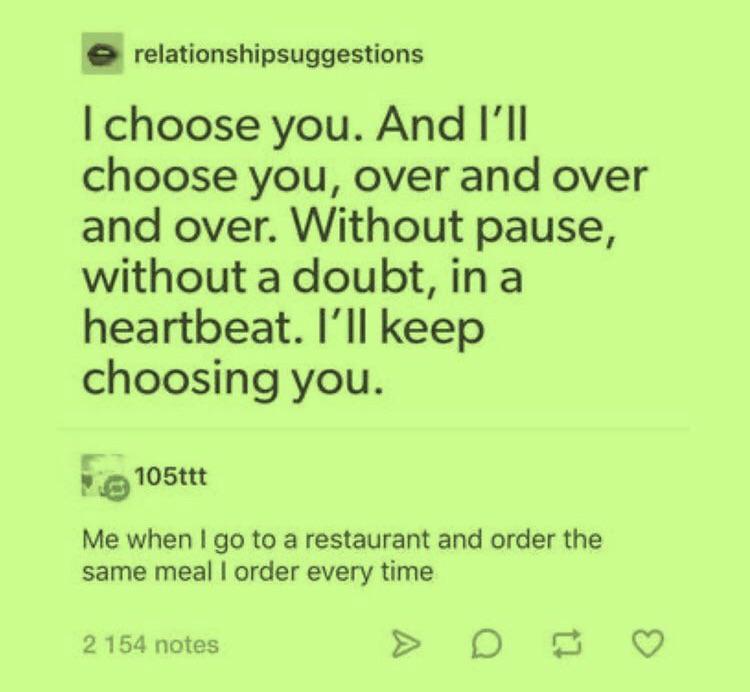 relationshipsuggestions
I choose you. And I’ll
choose you, over and over
and over. Without pause,
without a doubt, in a
heartbeat. I’ll keep
choosing you.
105ttt
Me when I go to a restaurant and order the
same meal I order every time
2 154 notes